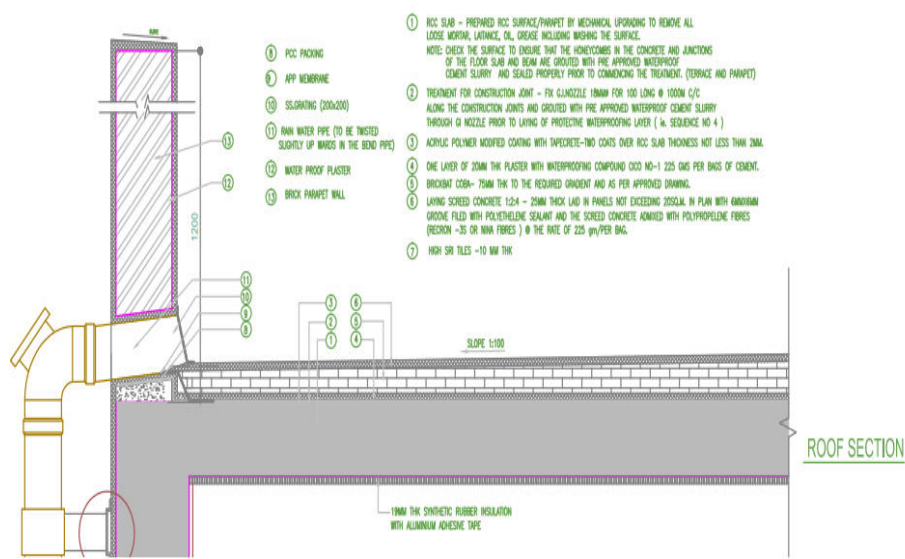 SLOPE
1200
⑧ PCC PACKING
⑨ APP MEMBRANE
⑩ SS.GRATING (200x200)
⑪ RAIN WATER PIPE (TO BE TWISTED
SLIGHTLY UP WARDS IN THE BEND PIPE)
⑫ WATER PROOF PLASTER
⑬ BRICK PARAPET WALL
① RCC SLAB - PREPARED RCC SURFACE/PARAPET BY MECHANICAL UPGRADING TO REMOVE ALL
LOOSE MORTAR, LAITANCE, OIL, GREASE INCLUDING WASHING THE SURFACE.
NOTE: CHECK THE SURFACE TO ENSURE THAT THE HONEYCOMBS IN THE CONCRETE AND JUNCTIONS
OF THE FLOOR SLAB AND BEAM ARE GROUTED WITH PRE APPROVED WATERPROOF
CEMENT SLURRY AND SEALED PROPERLY PRIOR TO COMMENCING THE TREATMENT. (TERRACE AND PARAPET)
② TREATMENT FOR CONSTRUCTION JOINT - FIX G.I.NOZZLE 18MM# FOR 100 LONG @ 1000M C/C
ALONG THE CONSTRUCTION JOINTS AND GROUTED WITH PRE APPROVED WATERPROOF CEMENT SLURRY
THROUGH GI NOZZLE PRIOR TO LAYING OF PROTECTIVE WATERPROOFING LAYER ( ie. SEQUENCE NO 4 )
③ ACRYLIC POLYMER MODIFIED COATING WITH TAPECRETE-TWO COATS OVER RCC SLAB THICKNESS NOT LESS THAN 2MM.
④ ONE LAYER OF 20MM THK PLASTER WITH WATERPROOFING COMPOUND CICO NO-1 225 GMS PER BAGS OF CEMENT.
⑤ BRICKBAT COBA- 75MM THK TO THE REQUIRED GRADIENT AND AS PER APPROVED DRAWING.
⑥ LAYING SCREED CONCRETE 1:2:4 - 25MM THICK LAID IN PANELS NOT EXCEEDING 20SQ.M. IN PLAN WITH 6MMX6MM
GROOVE FILED WITH POLYETHELENE SEALANT AND THE SCREED CONCRETE ADMIXED WITH POLYPROPELENE FIBRES
(RECRON -3S OR NINA FIBRES ) @ THE RATE OF 225 gm/PER BAG.
⑦ HIGH SRI TILES -10 MM THK
⑬
⑫
⑪
⑩
⑨
⑧
③ ⑥
② ⑤
① ④
SLOPE 1:100
ROOF SECTION
19MM THK SYNTHETIC RUBBER INSULATION
WITH ALUMINIUM ADHESIVE TAPE